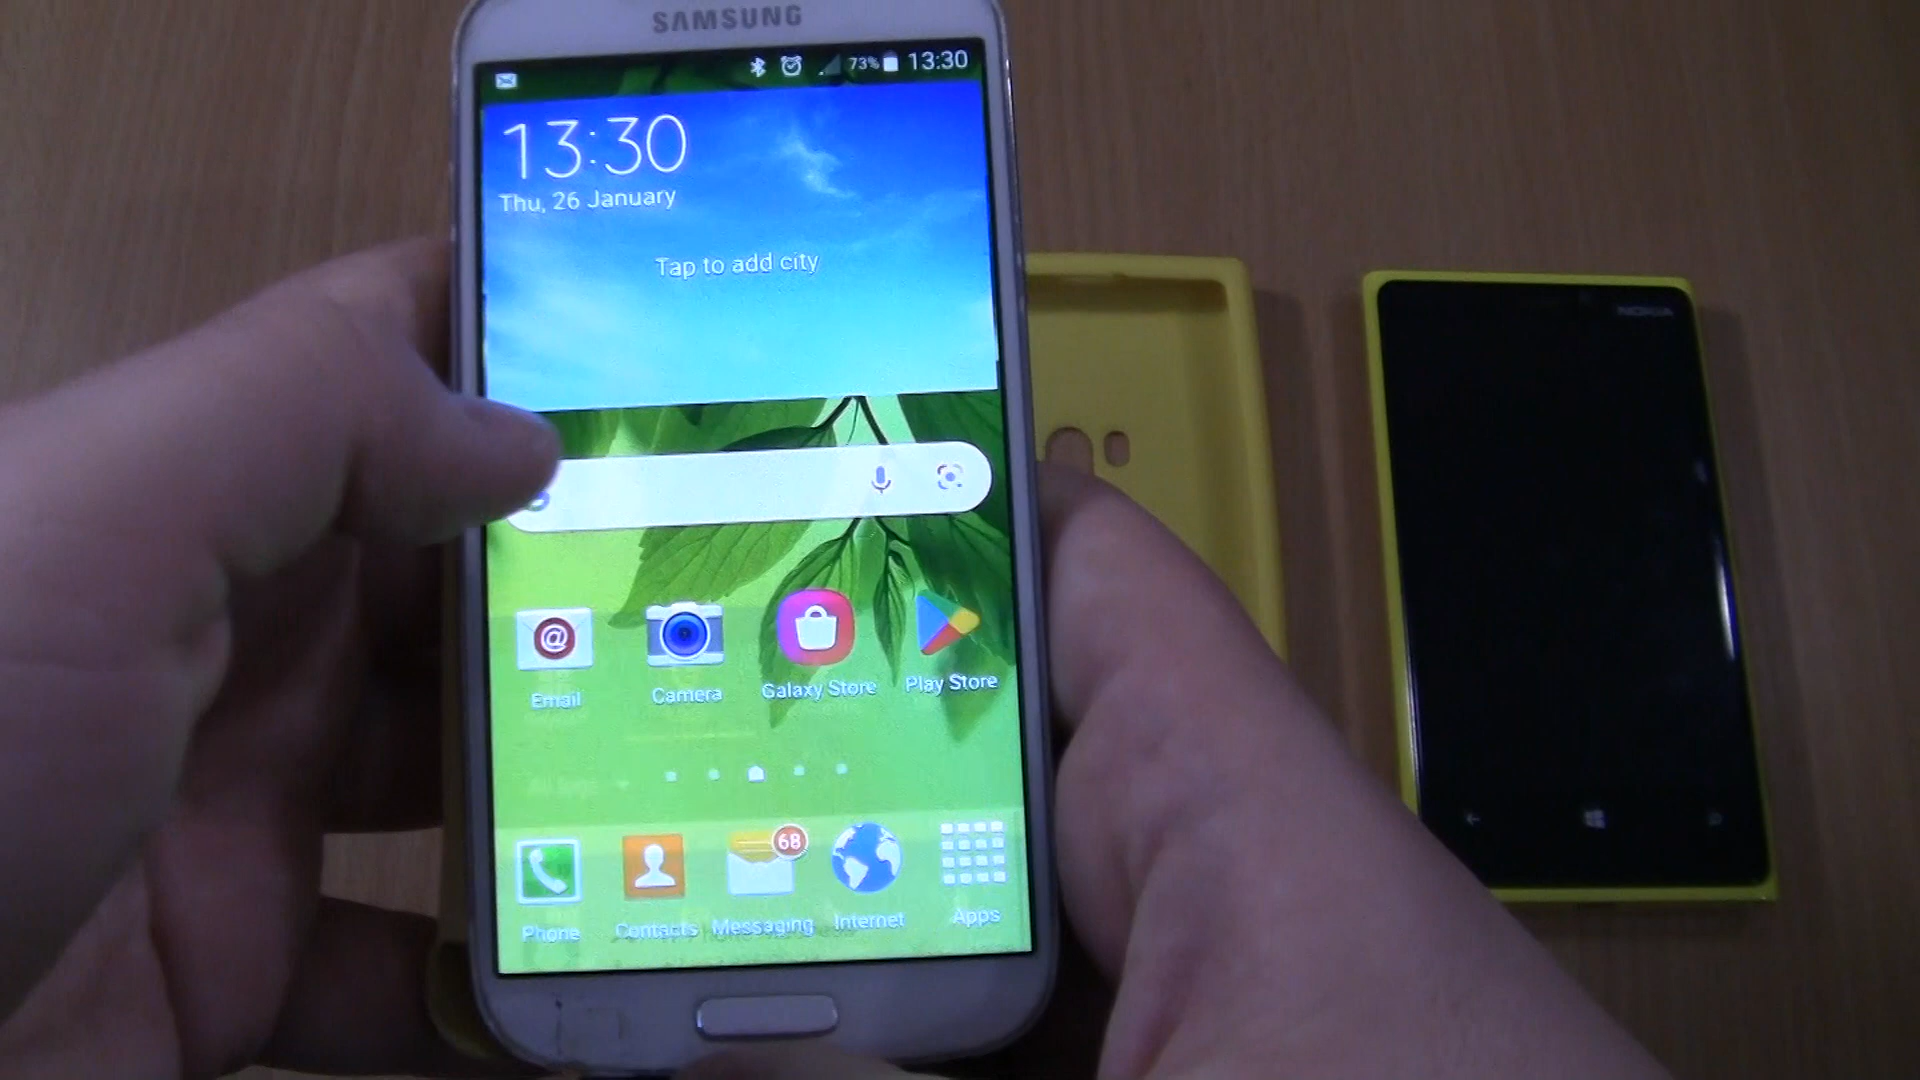 SAMSUNG
73% 13:30
13:30
Thu, 26 January
Tap to add city
NOKIA
@
Email
Camera
Galaxy Store
Play Store
68
Phone
Contacts
Messaging
Internet
Apps